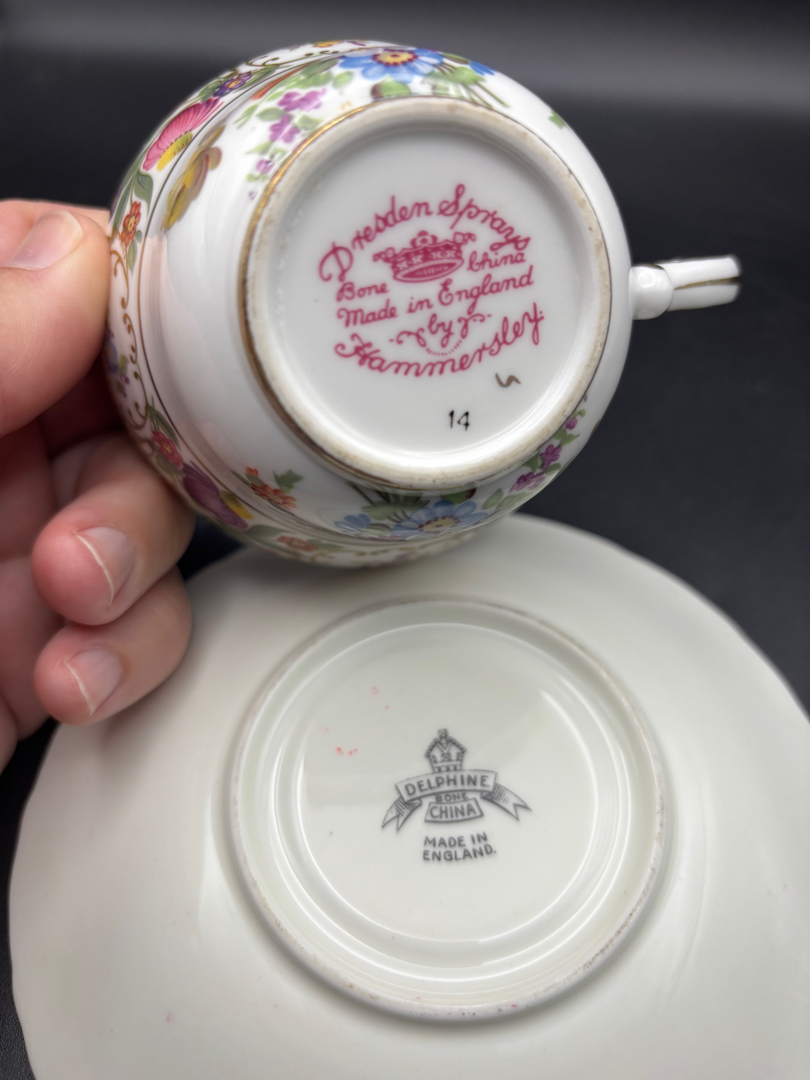 Dresden Sprays
Bone China
Made in England
by
Hammersley
14
DELPHINE
BONE
CHINA
MADE IN
ENGLAND.